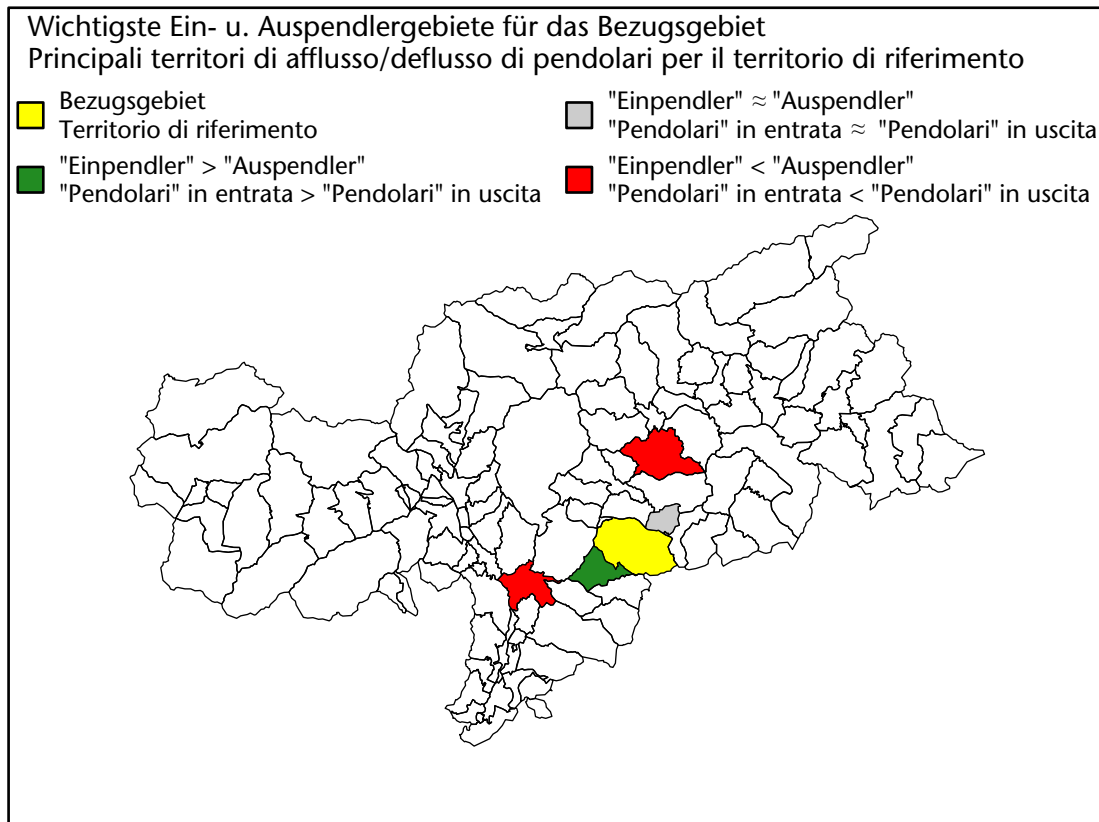 Wichtigste Ein- u. Auspendlergebiete für das Bezugsgebiet
Principali territori di afflusso/deflusso di pendolari per il territorio di riferimento
Bezugsgebiet
Territorio di riferimento
"Einpendler" > "Auspendler"
"Pendolari" in entrata > "Pendolari" in uscita
"Einpendler" ≈ "Auspendler"
"Pendolari" in entrata ≈ "Pendolari" in uscita
"Einpendler" < "Auspendler"
"Pendolari" in entrata < "Pendolari" in uscita